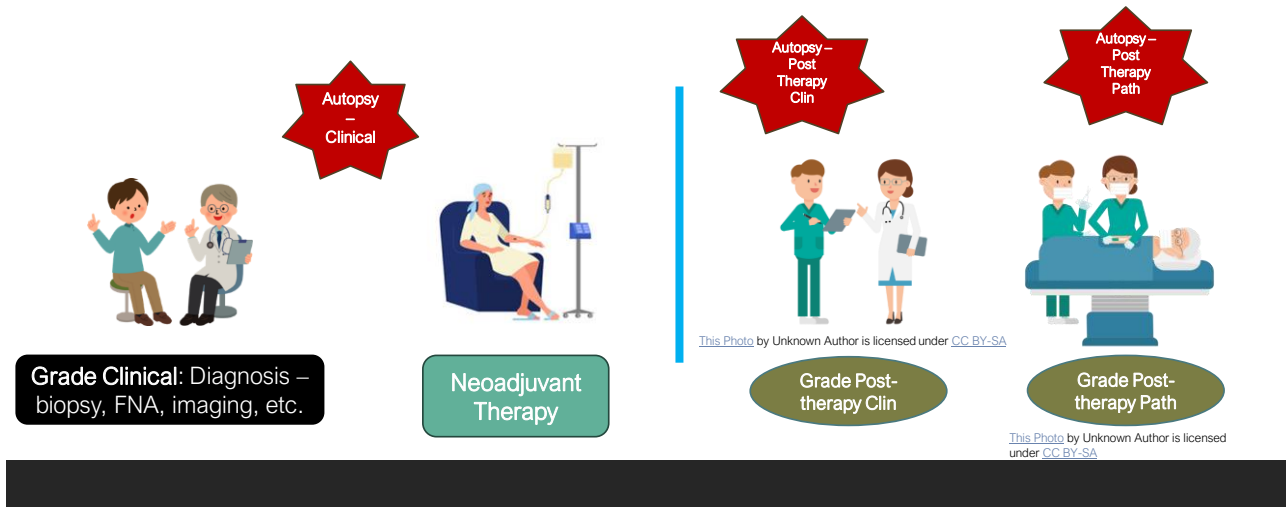 Autopsy
–
Clinical
Autopsy –
Post
Therapy
Clin
Autopsy –
Post
Therapy
Path
This Photo by Unknown Author is licensed under CC BY-SA
Grade Clinical: Diagnosis –
biopsy, FNA, imaging, etc.
Neoadjuvant
Therapy
Grade Post-
therapy Clin
Grade Post-
therapy Path
This Photo by Unknown Author is licensed
under CC BY-SA